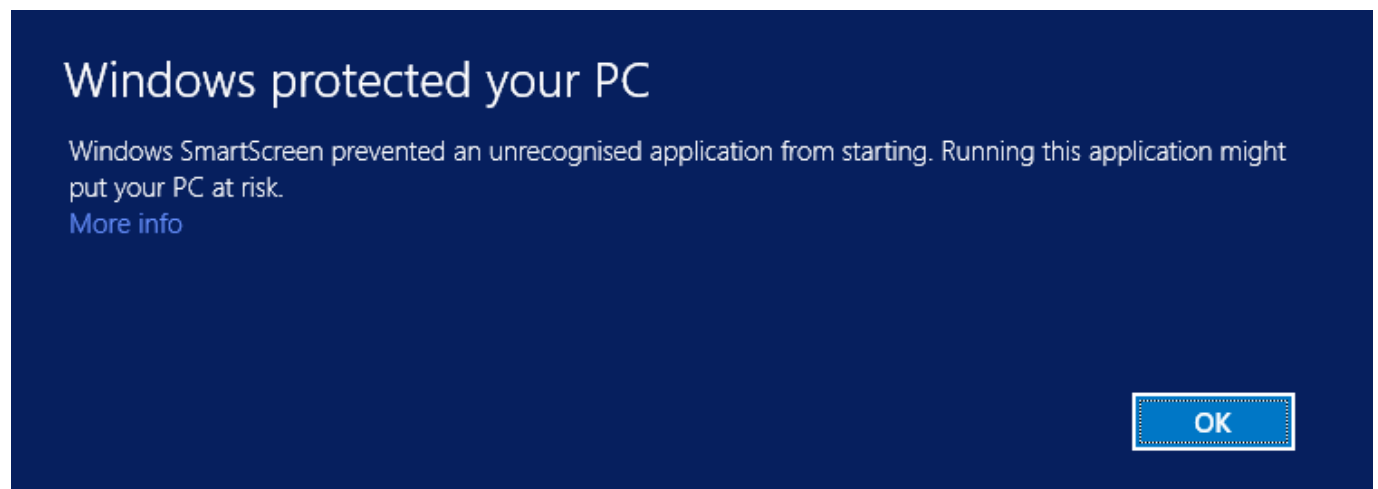 Windows protected your PC
Windows SmartScreen prevented an unrecognised application from starting. Running this application might
put your PC at risk.
More info
OK